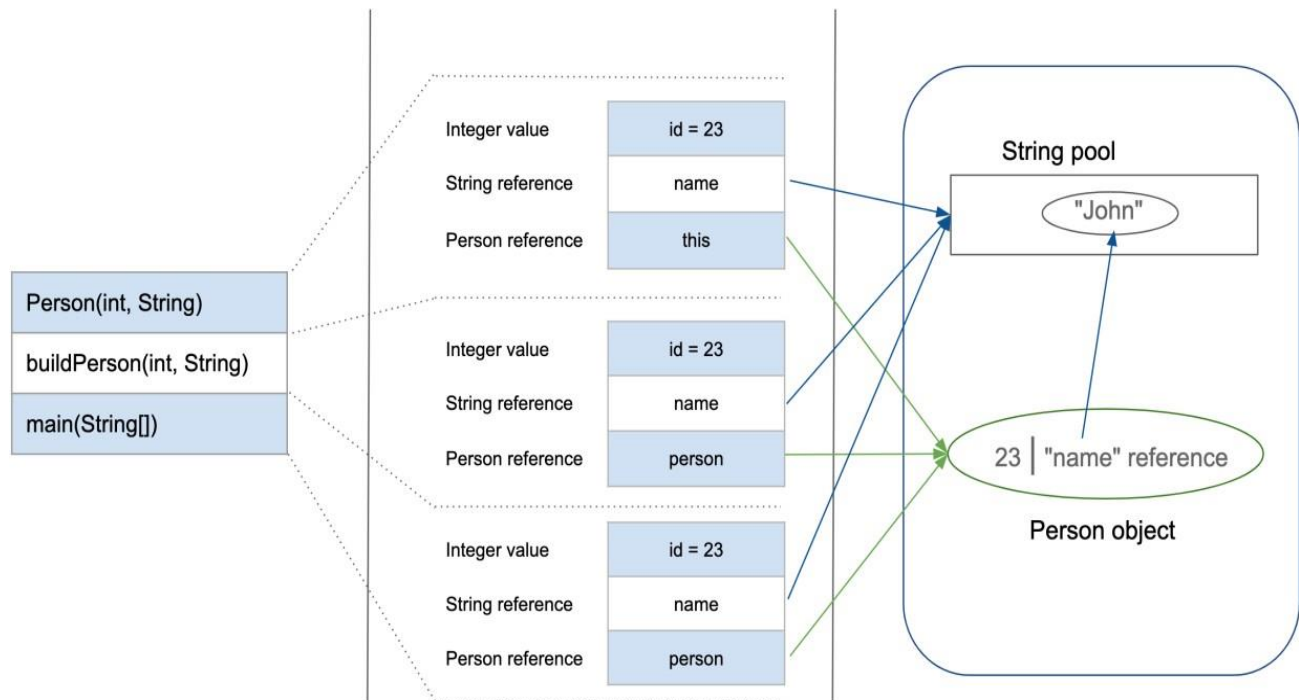 Person(int, String)
buildPerson(int, String)
main(String[])
Integer value
id = 23
String reference
name
Person reference
this
Integer value
id = 23
String reference
name
Person reference
person
Integer value
id = 23
String reference
name
Person reference
person
String pool
"John"
23 | "name" reference
Person object